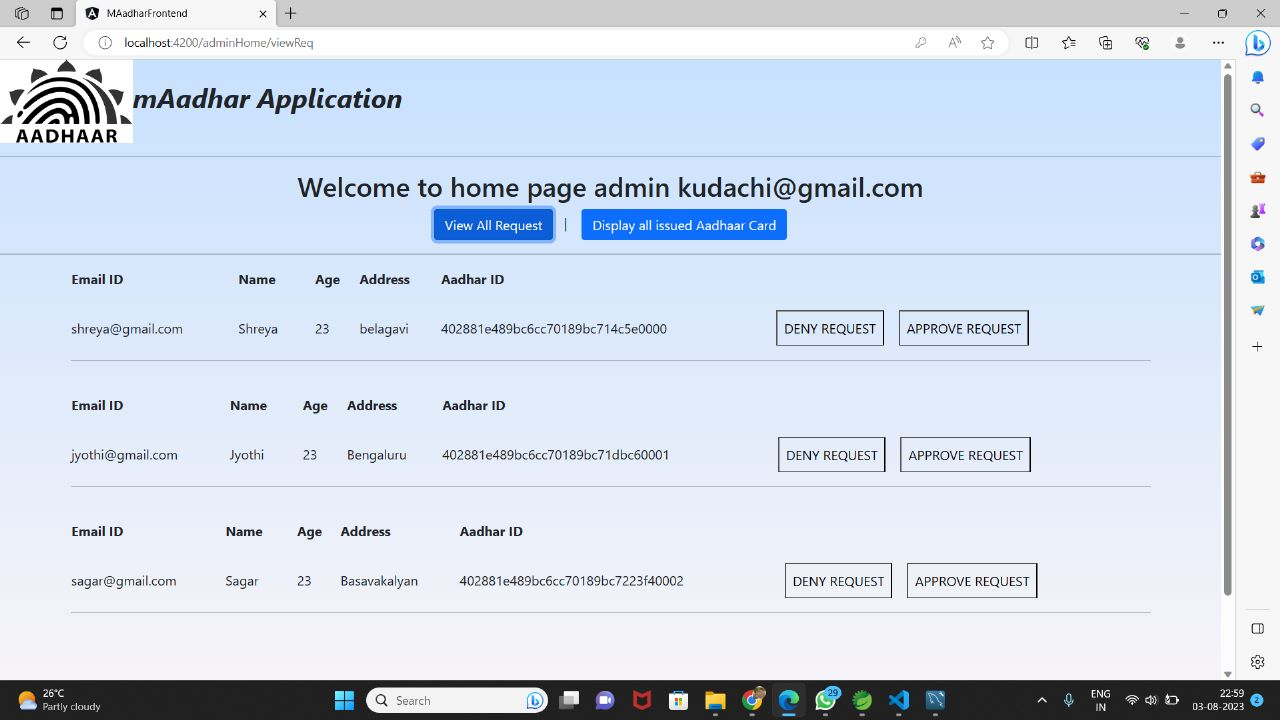 MAadharFrontend
localhost:4200/adminHome/viewReq
AADHAAR
mAadhar Application
Welcome to home page admin kudachi@gmail.com
View All Request | Display all issued Aadhaar Card
Email ID Name Age Address Aadhar ID
shreya@gmail.com Shreya 23 belagavi 402881e489bc6cc70189bc714c5e0000 DENY REQUEST APPROVE REQUEST
Email ID Name Age Address Aadhar ID
jyothi@gmail.com Jyothi 23 Bengaluru 402881e489bc6cc70189bc71dbc60001 DENY REQUEST APPROVE REQUEST
Email ID Name Age Address Aadhar ID
sagar@gmail.com Sagar 23 Basavakalyan 402881e489bc6cc70189bc7223f40002 DENY REQUEST APPROVE REQUEST
26°C
Partly cloudy
Search
29
ENG
IN
22:59
03-08-2023
2